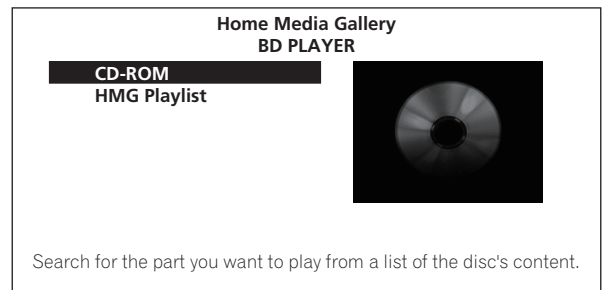 Home Media Gallery
BD PLAYER
CD-ROM
HMG Playlist
Search for the part you want to play from a list of the disc's content.